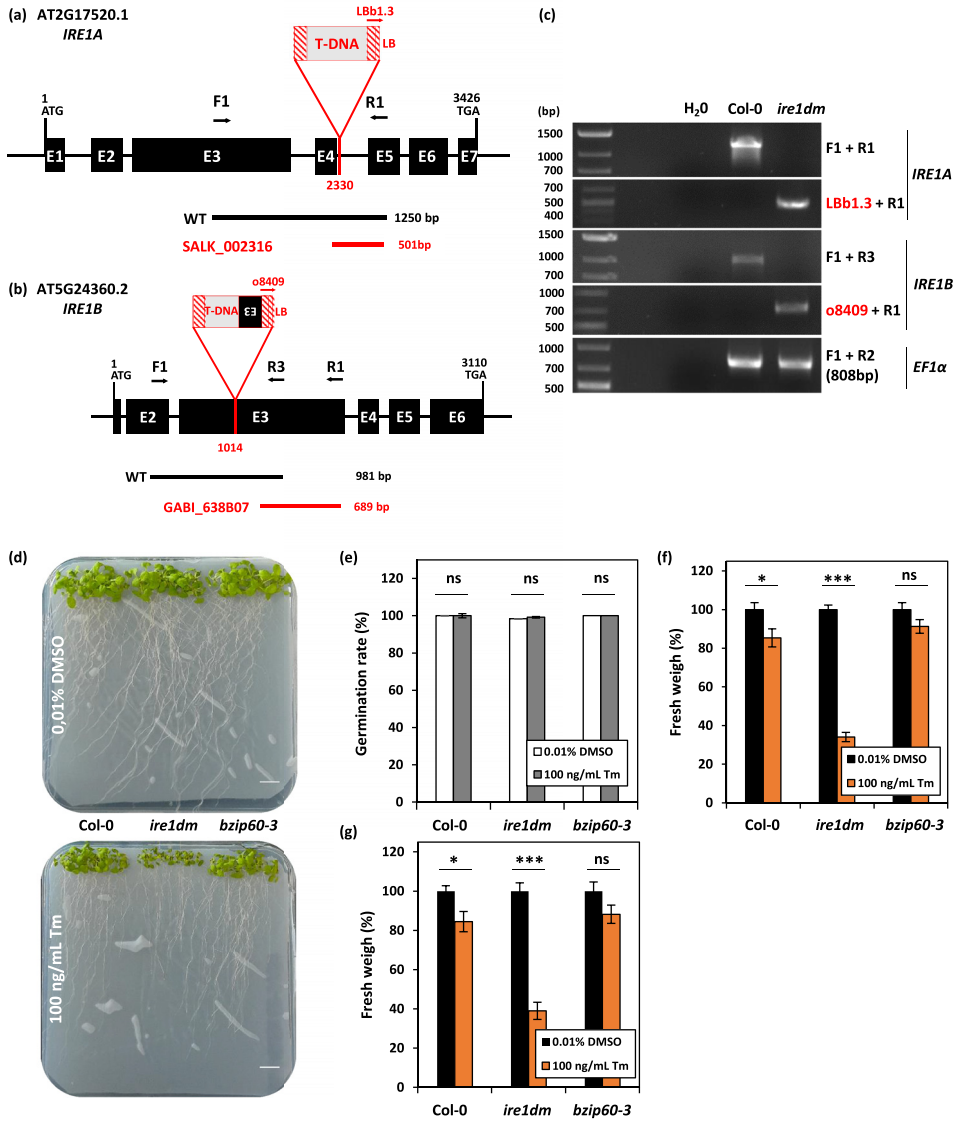 (a) AT2G17520.1
IRE1A
LBb1.3
T-DNA
LB
1
ATG
F1
R1
3426
TGA
E1 E2 E3 E4 E5 E6 E7
2330
WT 1250 bp
SALK_002316 501bp
(b) AT5G24360.2
IRE1B
o8409
T-DNA E3 LB
1
ATG
F1
R3
R1
3110
TGA
E2 E3 E4 E5 E6
1014
WT 981 bp
GABI_638B07 689 bp
(c)
(bp) H20 Col-0 ire1dm
1500
1000
700
F1 + R1
700
500
400
LBb1.3 + R1
IRE1A
1500
1000
700
F1 + R3
1000
700
500
o8409 + R1
IRE1B
1000
700
500
F1 + R2
(808bp)
EF1α
(d)
0,01% DMSO
Col-0 ire1dm bzip60-3
100 ng/mL Tm
(e)
Germination rate (%)
120
100
80
60
40
20
0
ns ns ns
0.01% DMSO
100 ng/mL Tm
Col-0 ire1dm bzip60-3
(f)
Fresh weigh (%)
120
100
80
60
40
20
0
* *** ns
0.01% DMSO
100 ng/mL Tm
Col-0 ire1dm bzip60-3
(g)
Fresh weigh (%)
120
100
80
60
40
20
0
* *** ns
0.01% DMSO
100 ng/mL Tm
Col-0 ire1dm bzip60-3